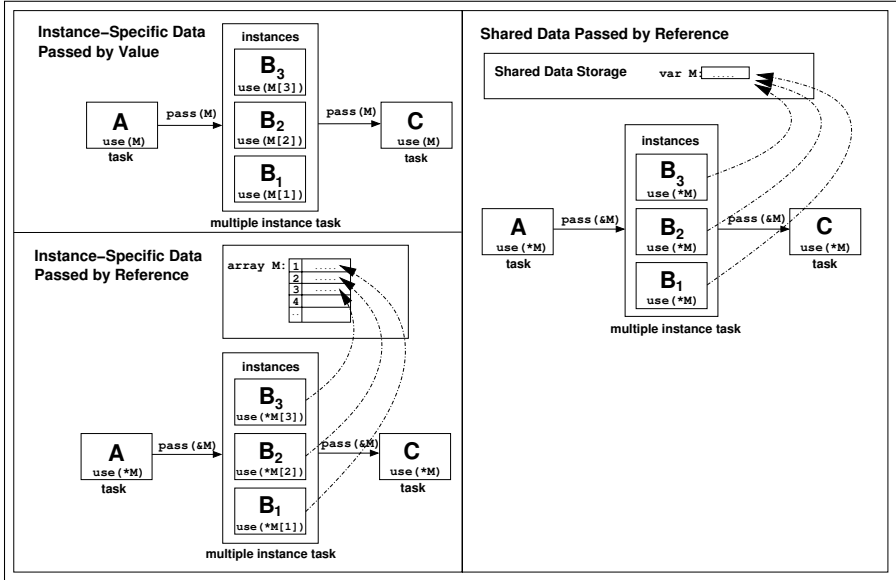 Instance–Specific Data
Passed by Value
instances
B3
use(M[3])
A
use(M)
task
pass(M)
B2
use(M[2])
pass(M)
C
use(M)
task
B1
use(M[1])
multiple instance task
Instance–Specific Data
Passed by Reference
array M:
1 .....
2 .....
3 .....
4
..
instances
B3
use(*M[3])
A
use(*M)
task
pass(&M)
B2
use(*M[2])
pass(&M)
C
use(*M)
task
B1
use(*M[1])
multiple instance task
Shared Data Passed by Reference
Shared Data Storage
var M: .....
instances
B3
use(*M)
A
use(*M)
task
pass(&M)
B2
use(*M)
pass(&M)
C
use(*M)
task
B1
use(*M)
multiple instance task